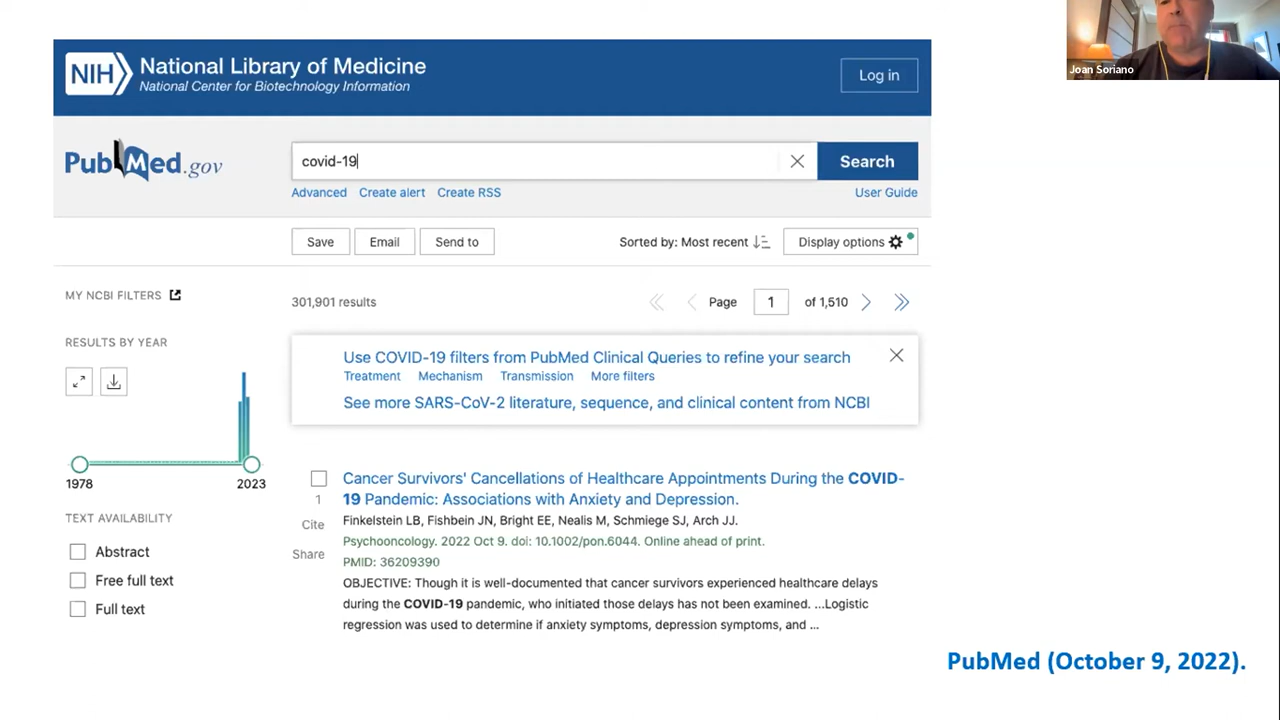 Joan Soriano
NIH National Library of Medicine
National Center for Biotechnology Information
Log in
PubMed.gov
covid-19
Search
Advanced Create alert Create RSS
User Guide
Save Email Send to
Sorted by: Most recent
Display options
MY NCBI FILTERS
301,901 results
Page 1 of 1,510
RESULTS BY YEAR
Use COVID-19 filters from PubMed Clinical Queries to refine your search
Treatment Mechanism Transmission More filters
See more SARS-CoV-2 literature, sequence, and clinical content from NCBI
1978 2023
TEXT AVAILABILITY
Abstract
Free full text
Full text
1
Cite
Share
Cancer Survivors' Cancellations of Healthcare Appointments During the COVID-
19 Pandemic: Associations with Anxiety and Depression.
Finkelstein LB, Fishbein JN, Bright EE, Nealis M, Schmiege SJ, Arch JJ.
Psychooncology. 2022 Oct 9. doi: 10.1002/pon.6044. Online ahead of print.
PMID: 36209390
OBJECTIVE: Though it is well-documented that cancer survivors experienced healthcare delays
during the COVID-19 pandemic, who initiated those delays has not been examined. ...Logistic
regression was used to determine if anxiety symptoms, depression symptoms, and ...
PubMed (October 9, 2022).